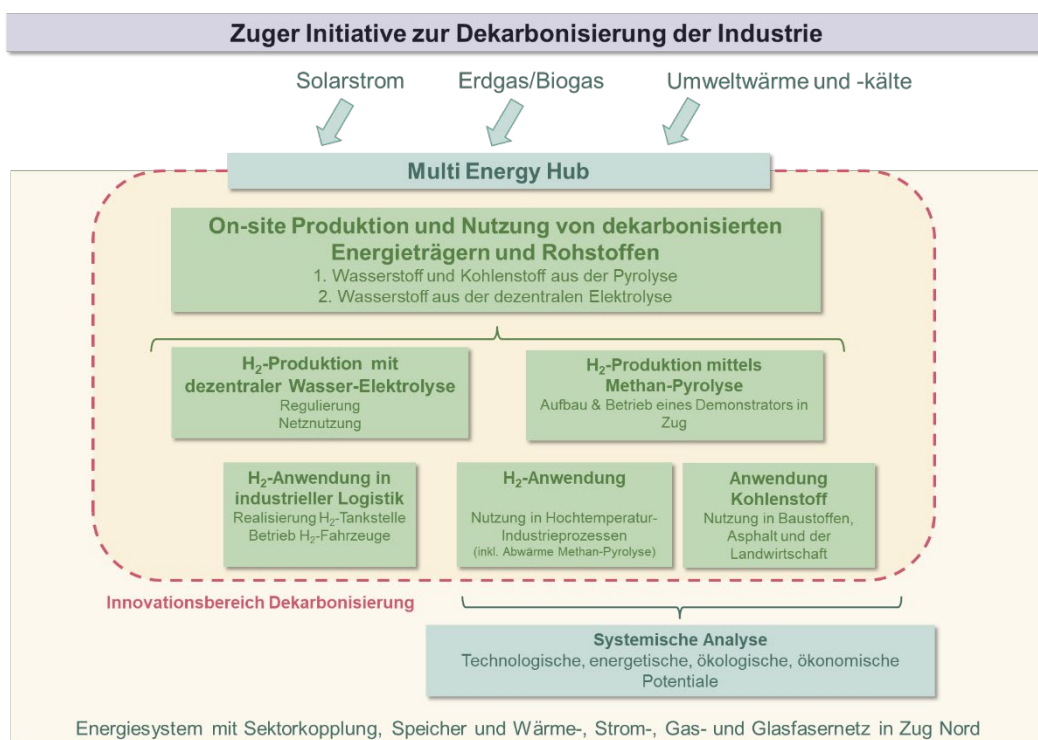 Zuger Initiative zur Dekarbonisierung der Industrie
Solarstrom
Erdgas/Biogas
Umweltwärme und -kälte
Multi Energy Hub
On-site Produktion und Nutzung von dekarbonisierten
Energieträgern und Rohstoffen
1. Wasserstoff und Kohlenstoff aus der Pyrolyse
2. Wasserstoff aus der dezentralen Elektrolyse
H₂-Produktion mit
dezentraler Wasser-Elektrolyse
Regulierung
Netznutzung
H₂-Produktion mittels
Methan-Pyrolyse
Aufbau & Betrieb eines Demonstrators in
Zug
H₂-Anwendung in
industrieller Logistik
Realisierung H₂-Tankstelle
Betrieb H₂-Fahrzeuge
H₂-Anwendung
Nutzung in Hochtemperatur-
Industrieprozessen
(inkl. Abwärme Methan-Pyrolyse)
Anwendung
Kohlenstoff
Nutzung in Baustoffen,
Asphalt und der
Landwirtschaft
Innovationsbereich Dekarbonisierung
Systemische Analyse
Technologische, energetische, ökologische, ökonomische
Potentiale
Energiesystem mit Sektorkopplung, Speicher und Wärme-, Strom-, Gas- und Glasfasernetz in Zug Nord